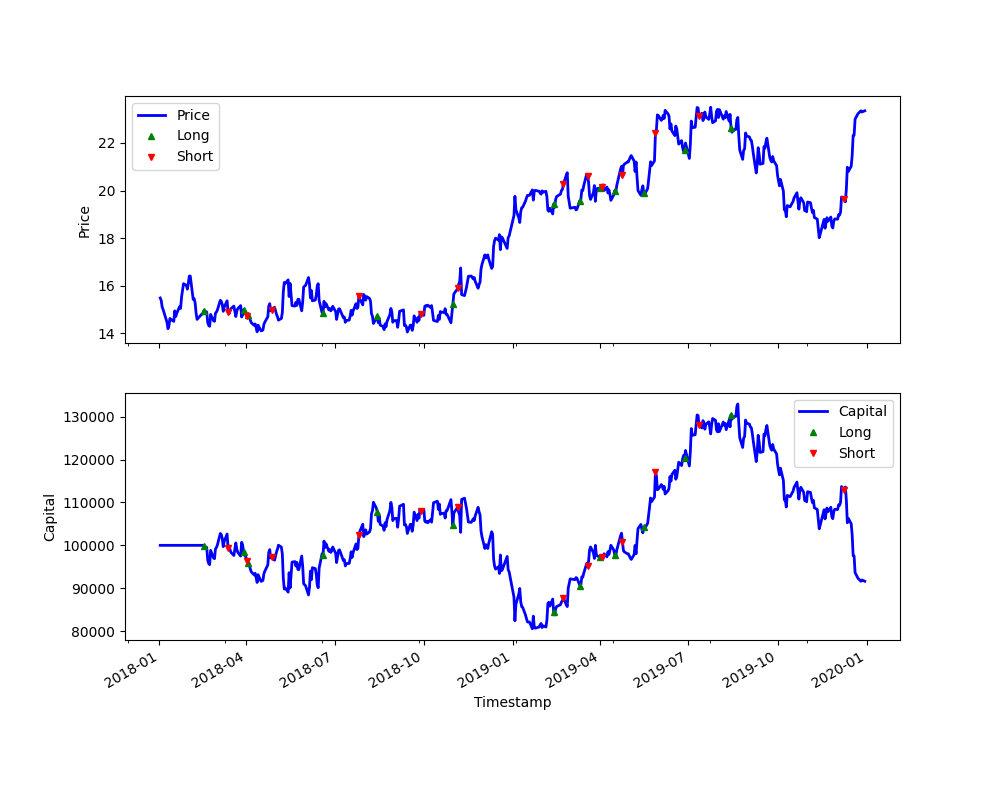 Price
Long
Short
22
20
18
16
14
Price
Capital
Long
Short
130000
120000
110000
100000
90000
80000
Capital
2018-01
2018-04
2018-07
2018-10
2019-01
2019-04
2019-07
2019-10
2020-01
Timestamp